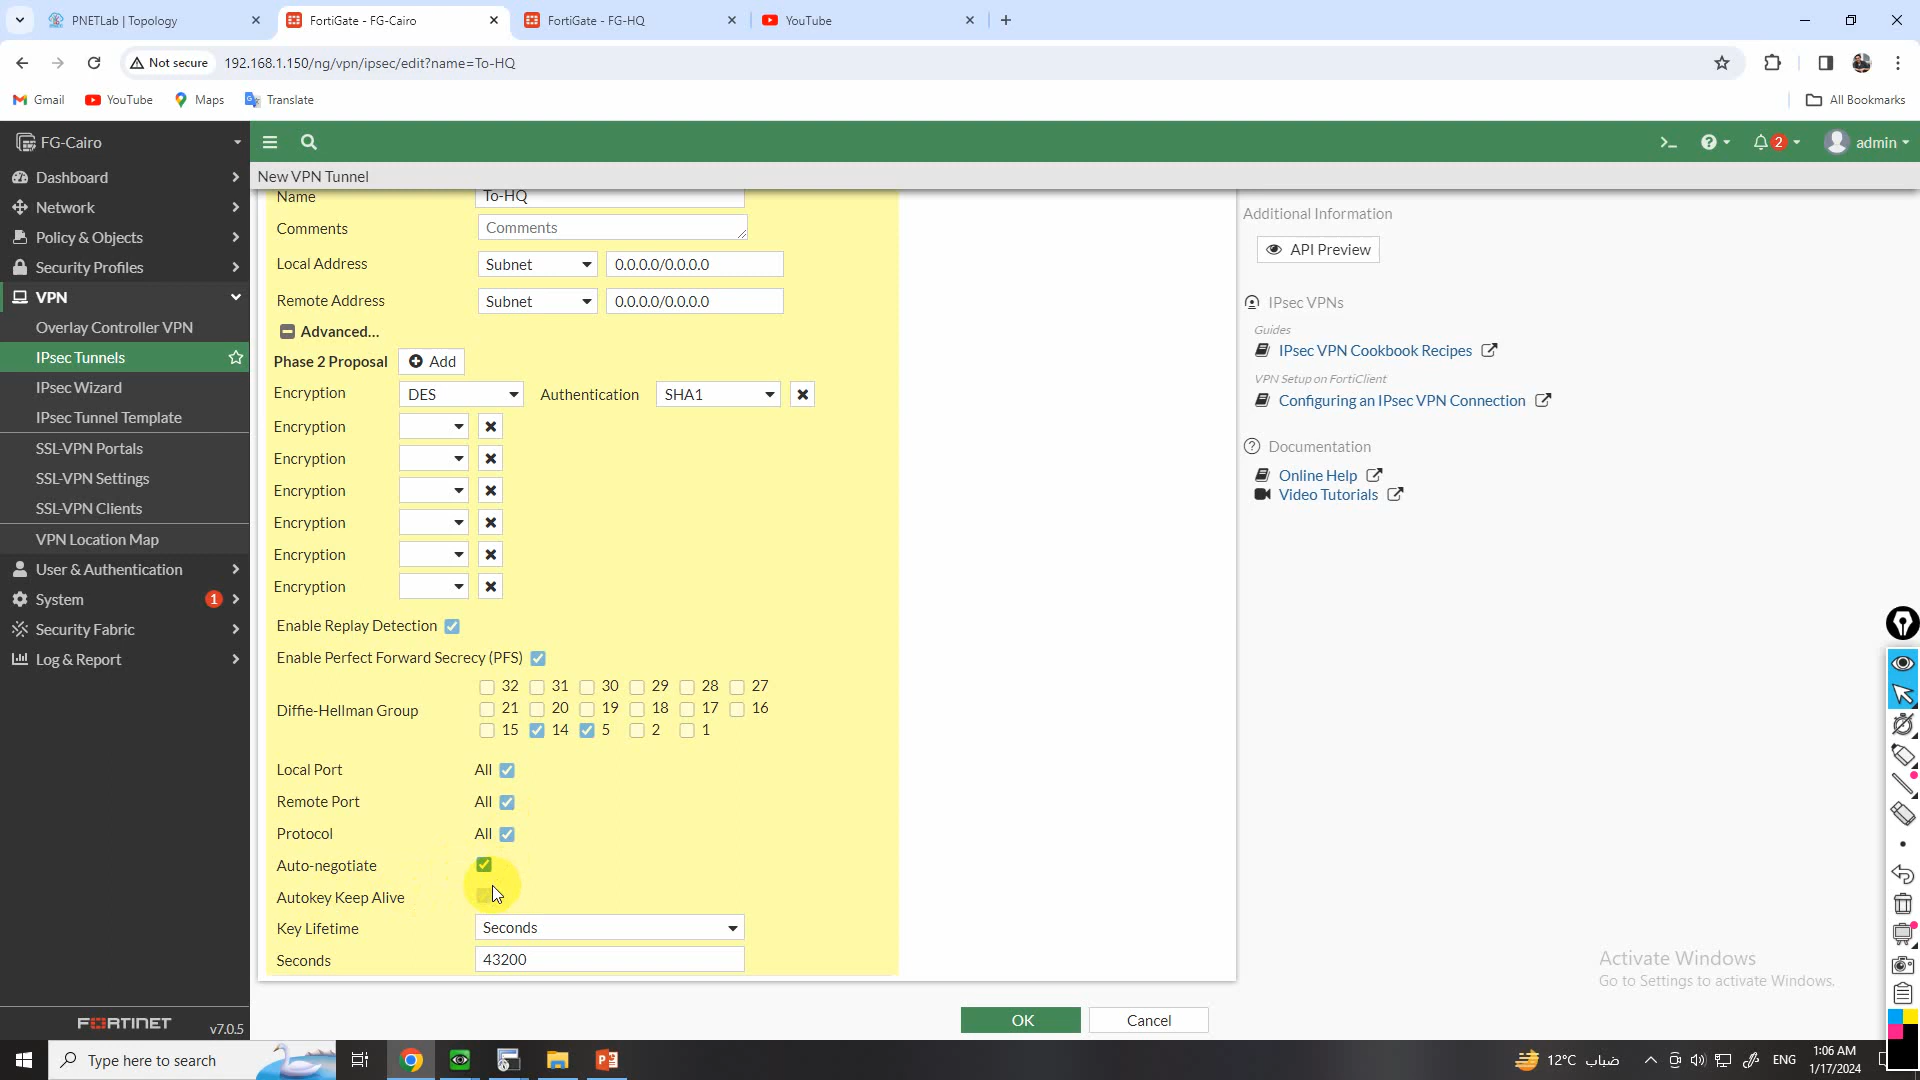 PNETLab | Topology
FortiGate - FG-Cairo
FortiGate - FG-HQ
YouTube
Not secure
192.168.1.150/ng/vpn/ipsec/edit?name=To-HQ
Gmail
YouTube
Maps
Translate
All Bookmarks
FG-Cairo
2
admin
Dashboard
Network
Policy & Objects
Security Profiles
VPN
Overlay Controller VPN
IPsec Tunnels
IPsec Wizard
IPsec Tunnel Template
SSL-VPN Portals
SSL-VPN Settings
SSL-VPN Clients
VPN Location Map
User & Authentication
System 1
Security Fabric
Log & Report
FORTINET v7.0.5
New VPN Tunnel
Name To-HQ
Comments Comments
Local Address Subnet 0.0.0.0/0.0.0.0
Remote Address Subnet 0.0.0.0/0.0.0.0
Advanced...
Phase 2 Proposal Add
Encryption DES Authentication SHA1
Encryption
Encryption
Encryption
Encryption
Encryption
Encryption
Enable Replay Detection
Enable Perfect Forward Secrecy (PFS)
Diffie-Hellman Group
32 31 30 29 28 27
21 20 19 18 17 16
15 14 5 2 1
Local Port All
Remote Port All
Protocol All
Auto-negotiate
Autokey Keep Alive
Key Lifetime Seconds
Seconds 43200
OK
Cancel
Additional Information
API Preview
IPsec VPNs
Guides
IPsec VPN Cookbook Recipes
VPN Setup on FortiClient
Configuring an IPsec VPN Connection
Documentation
Online Help
Video Tutorials
Activate Windows
Go to Settings to activate Windows.
Type here to search
12°C ضباب
ENG
1:06 AM
1/17/2024